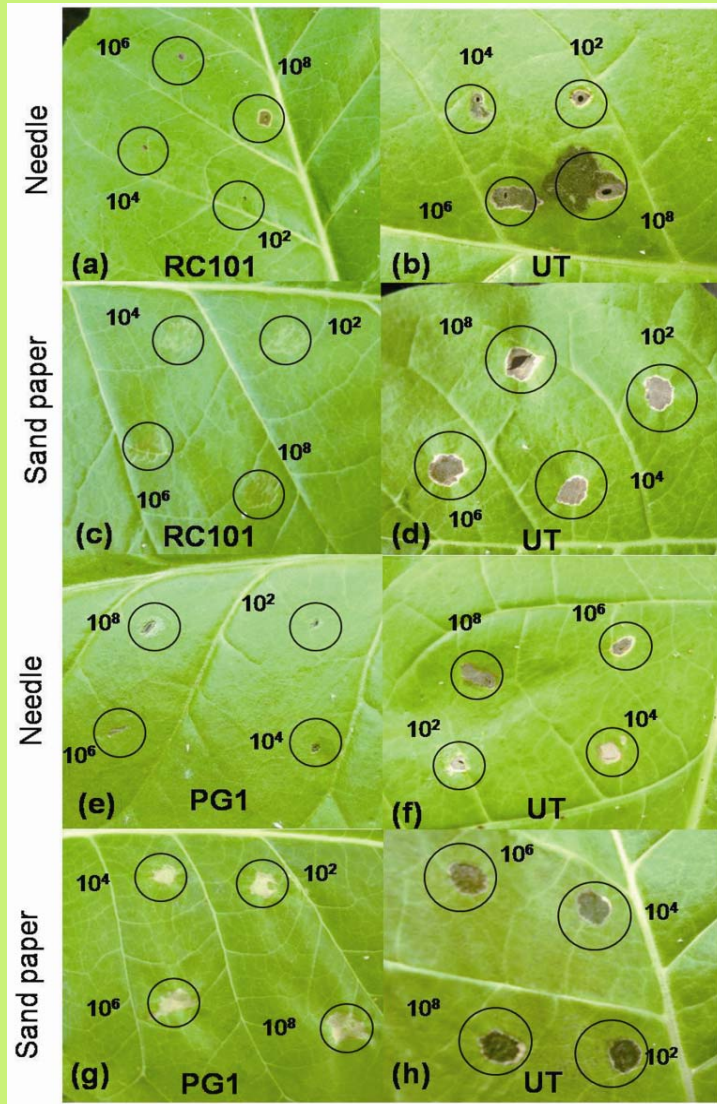 Needle
10⁶
10⁸
10⁴
10²
(a) RC101
10⁴
10²
10⁶
10⁸
(b) UT
Sand paper
10⁴
10²
10⁶
10⁸
(c) RC101
10⁸
10²
10⁶
10⁴
(d) UT
Needle
10⁸
10²
10⁶
10⁴
(e) PG1
10⁸
10⁶
10²
10⁴
(f) UT
Sand paper
10⁴
10²
10⁶
10⁸
(g) PG1
10⁶
10⁴
10⁸
10²
(h) UT